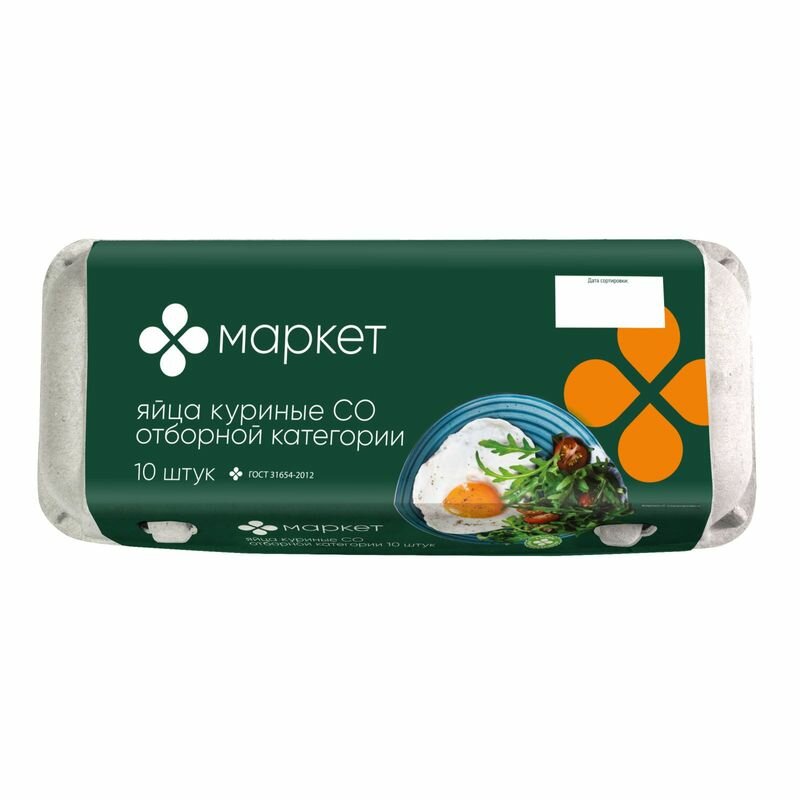 Дата сортировки:
маркет
яйца куриные СО
отборной категории
10 штук ГОСТ 31654-2012
маркет
яйца куриные СО
отборной категории 10 штук